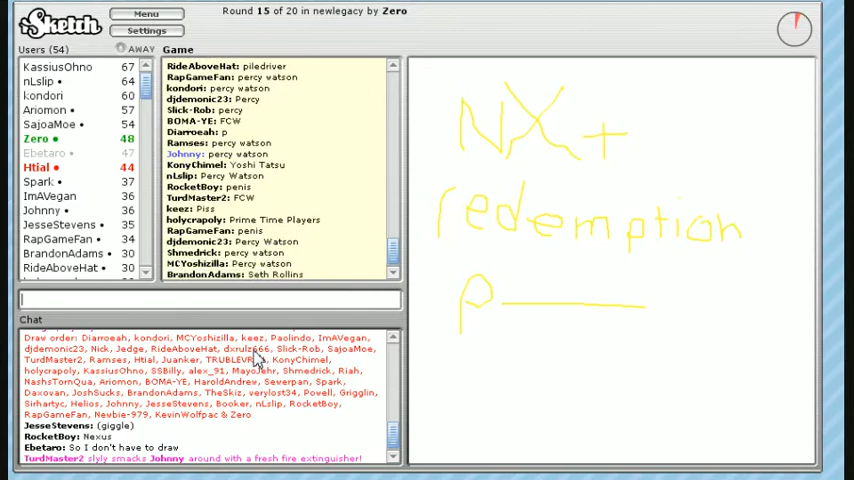 iSketch
Menu
Settings
Round 15 of 20 in newlegacy by Zero
Users (54)
AWAY
Game
KassiusOhno 67
nLslip • 64
kondori 60
Ariomon • 57
SajoaMoe • 54
Zero • 48
Ebetaro: • 47
Htial • 44
Spark • 37
ImAVegan 36
Johnny • 36
JesseStevens • 35
RapGameFan • 34
BrandonAdams • 30
RideAboveHat • 30
RideAboveHat: piledriver
RapGameFan: percy watson
kondori: percy watson
djdemonic23: Percy
Slick-Rob: percy
BOMA-YE: FCW
Diarroeah: p
Ramses: percy watson
Johnny: percy watson
KonyChimel: Yoshi Tatsu
nLslip: Percy Watson
RocketBoy: penis
TurdMaster2: FCW
keez: Piss
holycrapoly: Prime Time Players
RapGameFan: penis
djdemonic23: Percy Watson
Shmedrick: percy watson
MCYoshizilla: Percy Watson
BrandonAdams: Seth Rollins
NX+
redemption
p
Chat
Draw order: Diarroeah, kondori, MCYoshizilla, keez, Paolindo, ImAVegan,
djdemonic23, Nick, Jedge, RideAboveHat, dxrulz666, Slick-Rob, SajoaMoe,
TurdMaster2, Ramses, Htial, Juanker, KonyChimel,
holycrapoly, KassiusOhno, SSBilly, alex_91, MayoJehr, Shmedrick, Riah,
NashsTornQua, Ariomon, BOMA-YE, HaroldAndrew, Sewerpan, Spark,
Daxovan, JoshSucks, BrandonAdams, TheSkiz, verylost34, Powell, Grigglin,
Sirhartyc, Helios, Johnny, JesseStevens, Booker, nLslip, RocketBoy,
RapGameFan, Newbie-979, KevinWolfpac & Zero
JesseStevens: (giggle)
RocketBoy: Nexus
Ebetaro: So I don't have to draw
TurdMaster2 slyly smacks Johnny around with a fresh fire extinguisher!